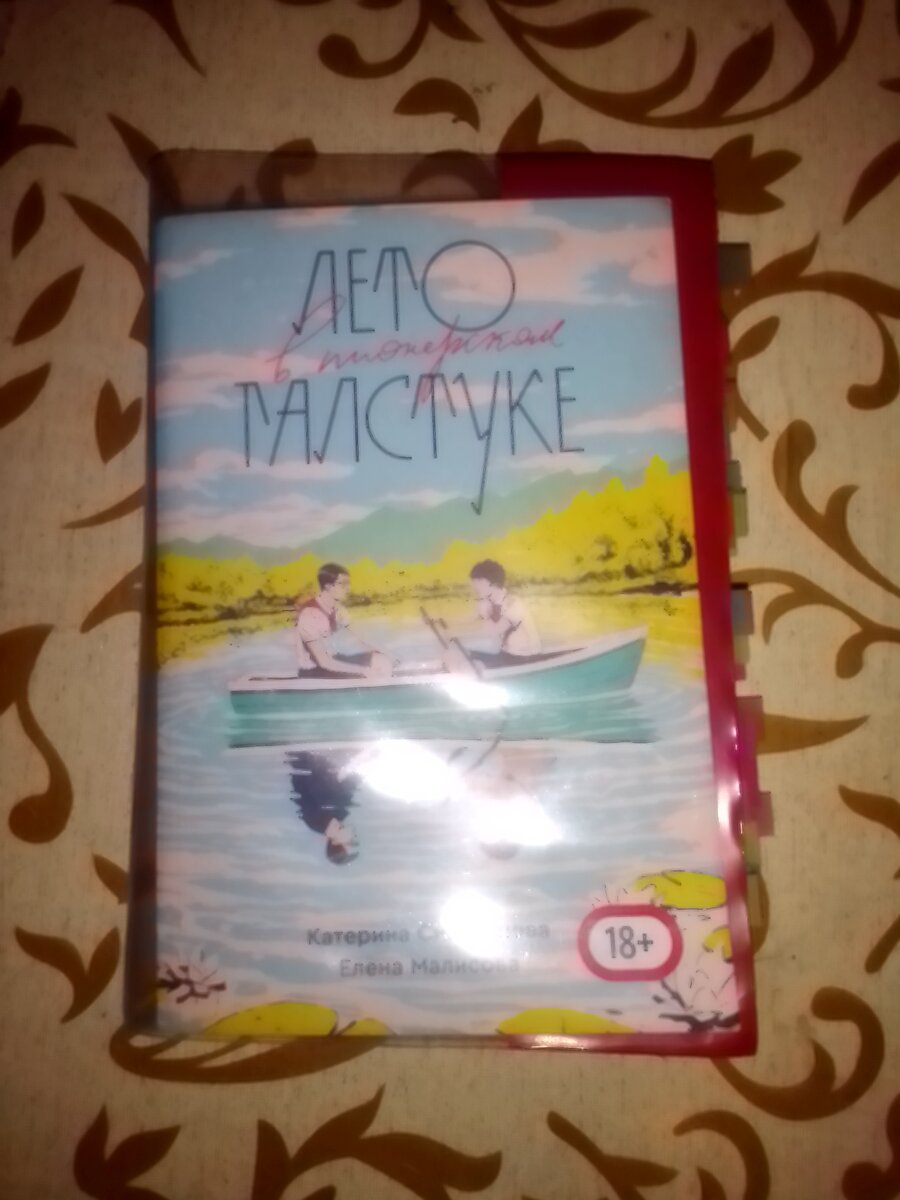 ЛЕТО
в пионерском
ГАЛСТУКЕ
Катерина
Елена Малисова
18+